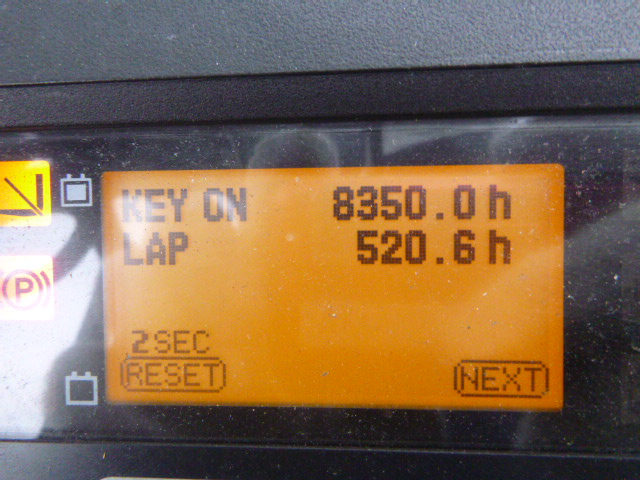 KEY ON 8350.0 h
LAP 520.6 h
2SEC
RESET NEXT
P